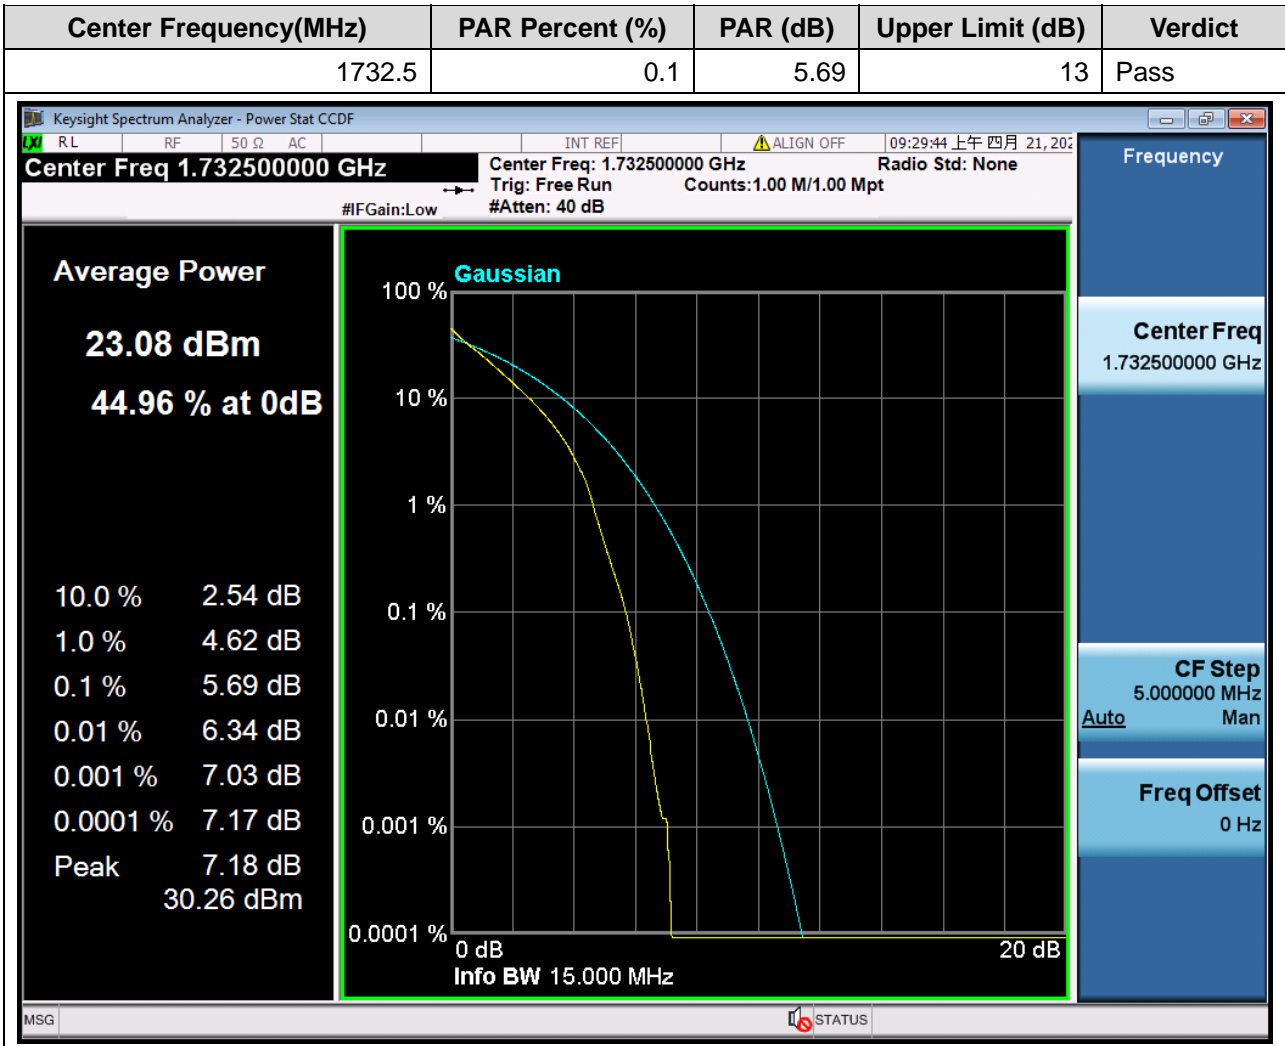 Center Frequency(MHz) PAR Percent (%) PAR (dB) Upper Limit (dB) Verdict
1732.5 0.1 5.69 13 Pass
Keysight Spectrum Analyzer - Power Stat CCDF
LXI RL RF 50 Ω AC INT REF ALIGN OFF 09:29:44 上午 四月 21, 202
Center Freq 1.732500000 GHz
Center Freq: 1.732500000 GHz Radio Std: None
Trig: Free Run Counts:1.00 M/1.00 Mpt
#IFGain:Low #Atten: 40 dB
Average Power
23.08 dBm
44.96 % at 0dB
10.0 % 2.54 dB
1.0 % 4.62 dB
0.1 % 5.69 dB
0.01 % 6.34 dB
0.001 % 7.03 dB
0.0001 % 7.17 dB
Peak 7.18 dB
30.26 dBm
Gaussian
100 %
10 %
1 %
0.1 %
0.01 %
0.001 %
0.0001 %
0 dB 20 dB
Info BW 15.000 MHz
Frequency
Center Freq
1.732500000 GHz
CF Step
5.000000 MHz
Auto Man
Freq Offset
0 Hz
MSG STATUS